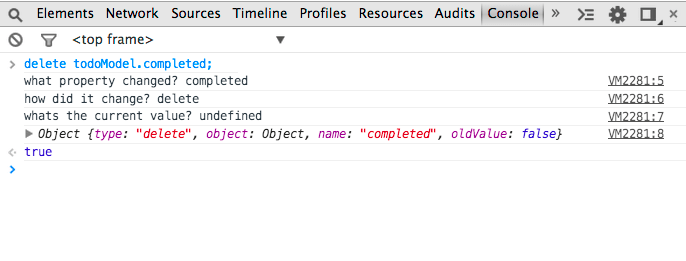 Elements Network Sources Timeline Profiles Resources Audits Console »
<top frame> ▼
> delete todoModel.completed;
what property changed? completed VM2281:5
how did it change? delete VM2281:6
whats the current value? undefined VM2281:7
▶ Object {type: "delete", object: Object, name: "completed", oldValue: false} VM2281:8
true
>